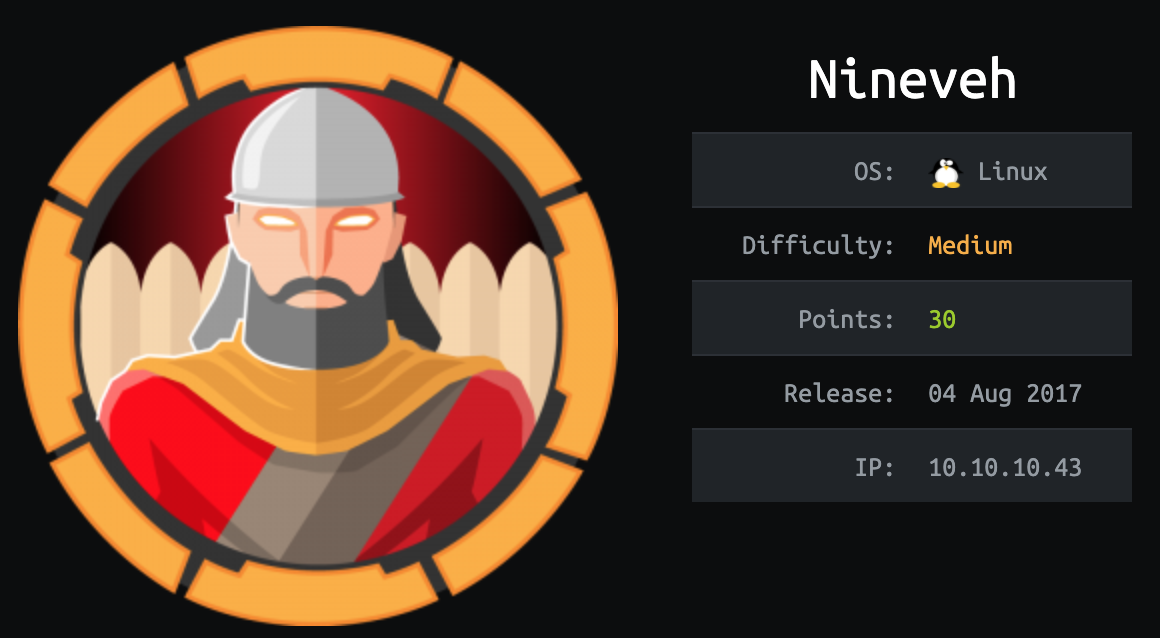 Nineveh
OS: Linux
Difficulty: Medium
Points: 30
Release: 04 Aug 2017
IP: 10.10.10.43